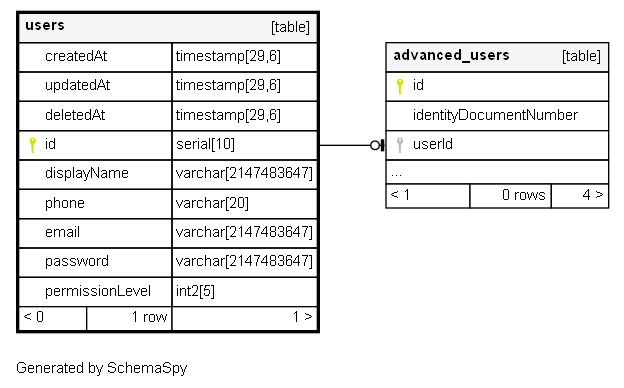 users [table]
createdAt timestamp[29,6]
updatedAt timestamp[29,6]
deletedAt timestamp[29,6]
id serial[10]
displayName varchar[2147483647]
phone varchar[20]
email varchar[2147483647]
password varchar[2147483647]
permissionLevel int2[5]
< 0 1 row 1 >
advanced_users [table]
id
identityDocumentNumber
userId
...
< 1 0 rows 4 >
Generated by SchemaSpy